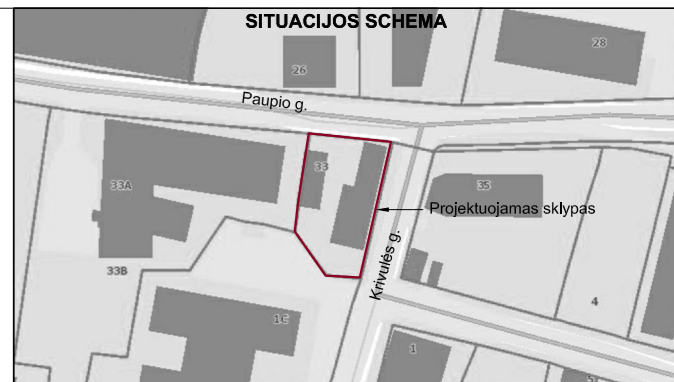 SITUACIJOS SCHEMA
26
28
Paupio g.
33
33A
35
Projektuojamas sklypas
Krivulės g.
33B
4
1C
1